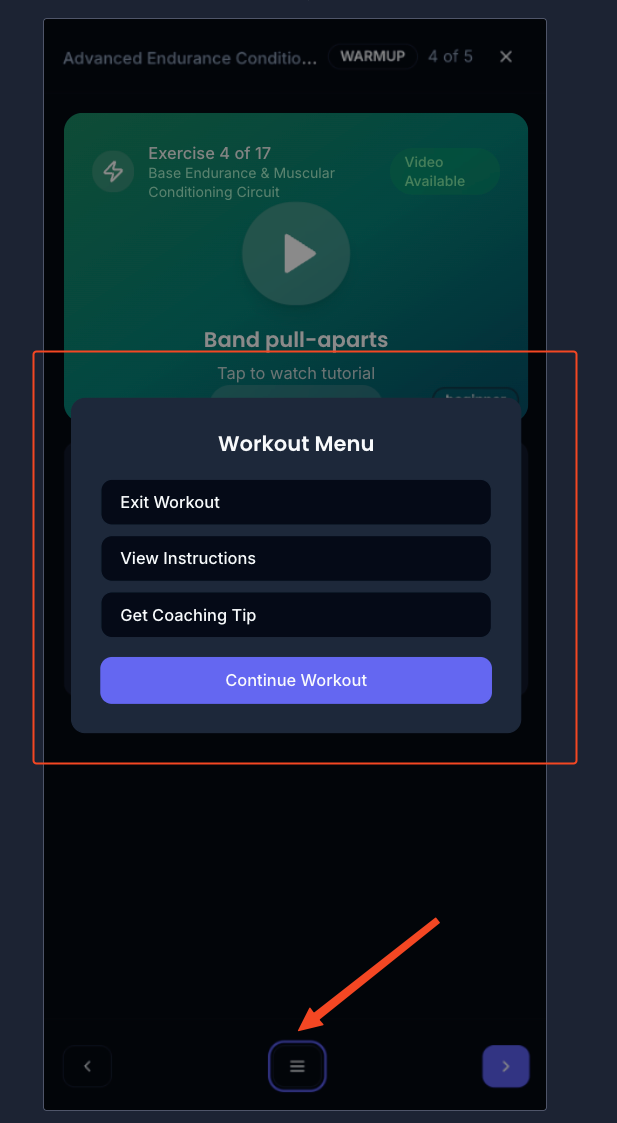 Advanced Endurance Conditio... WARMUP 4 of 5
Exercise 4 of 17
Base Endurance & Muscular
Conditioning Circuit
Video
Available
Band pull-aparts
Tap to watch tutorial
Workout Menu
Exit Workout
View Instructions
Get Coaching Tip
Continue Workout